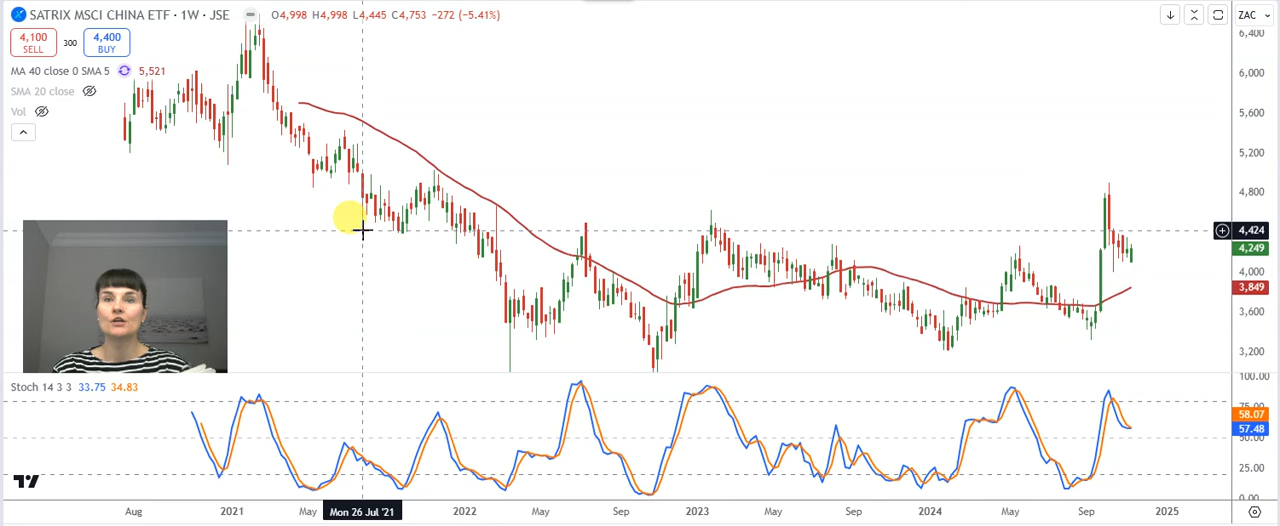 SATRIX MSCI CHINA ETF · 1W · JSE O4,998 H4,998 L4,445 C4,753 −272 (−5.41%)
ZAC
4,100 SELL 300 4,400 BUY
MA 40 close 0 SMA 5 5,521
SMA 20 close
Vol
6,400
6,000
5,600
5,200
4,800
4,424
4,249
4,000
3,849
3,600
3,200
Stoch 14 3 3 33.75 34.83
100.00
75.00
58.07
57.48
50.00
25.00
0.00
Aug 2021 May Mon 26 Jul '21 2022 May Sep 2023 May Sep 2024 May Sep 2025